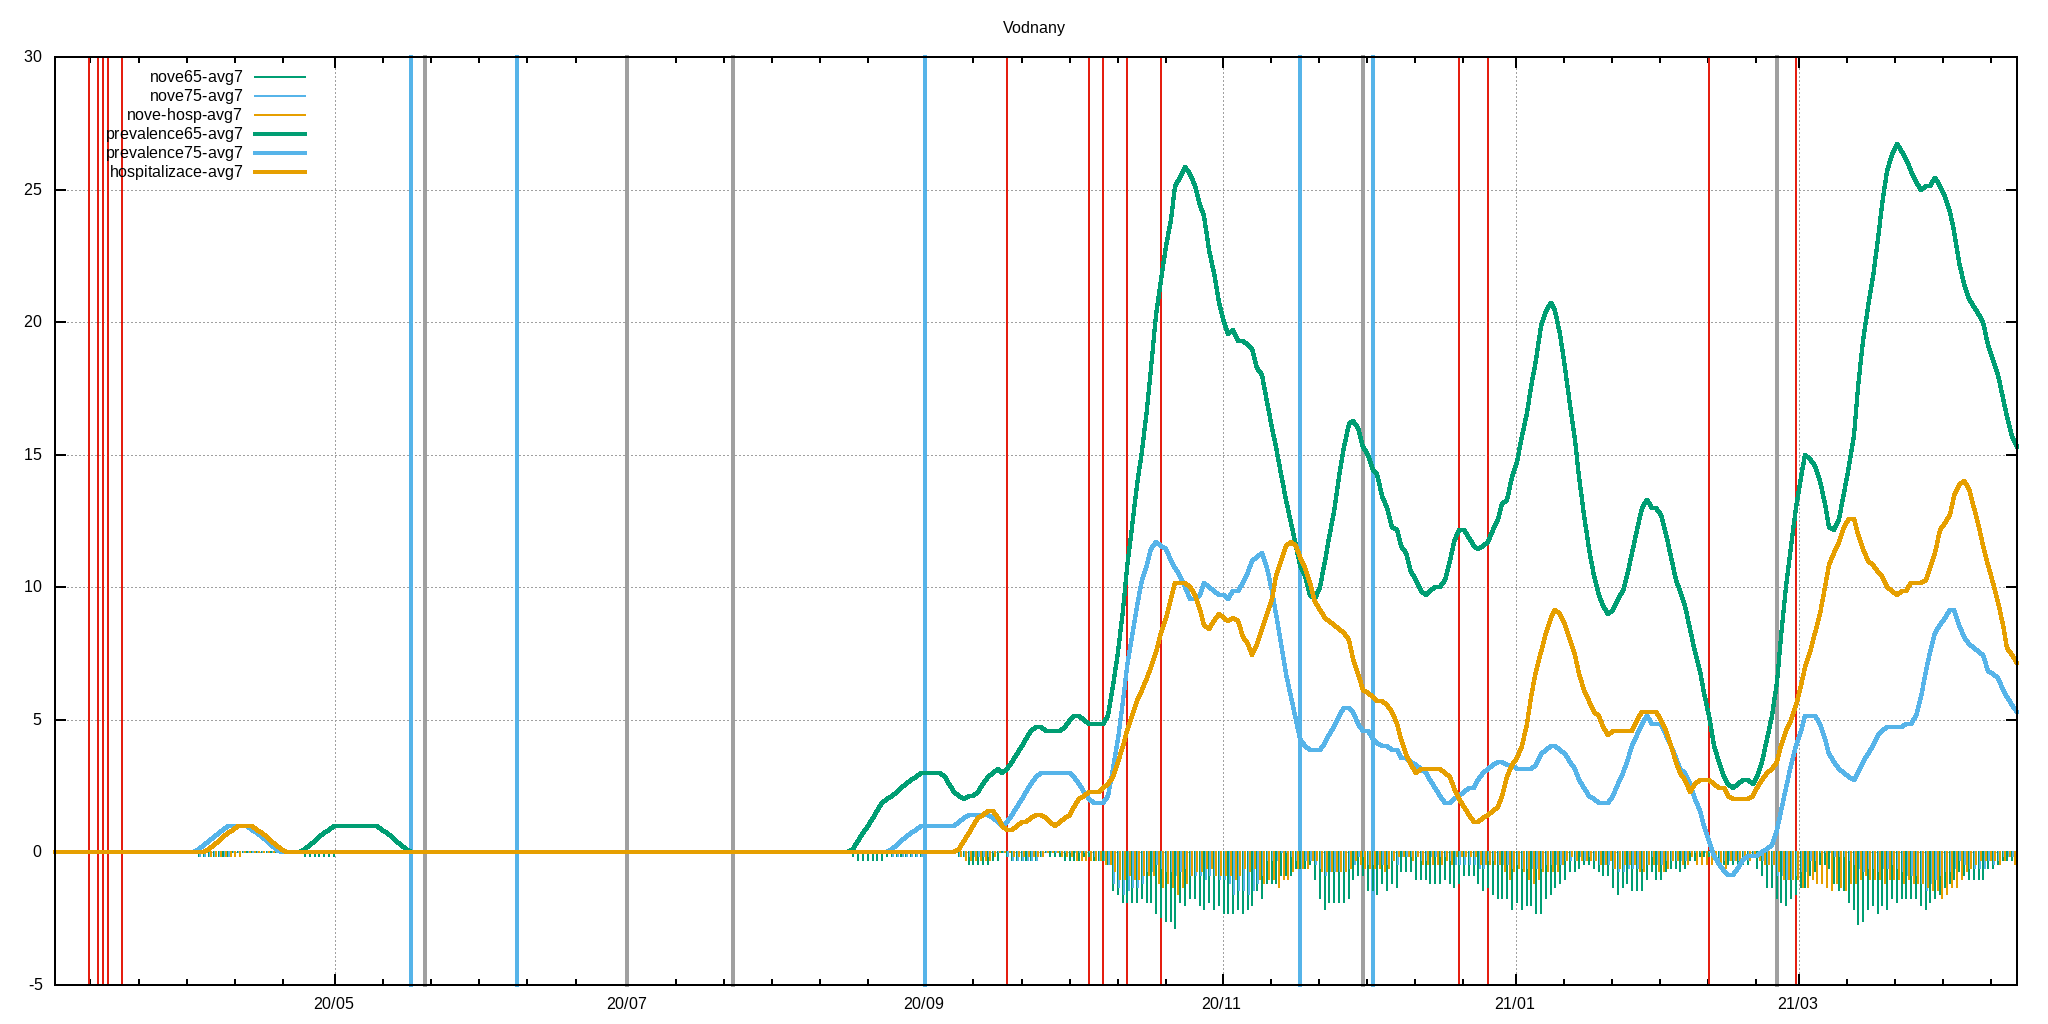 Vodnany
30
25
20
15
10
5
0
-5
nove65-avg7
nove75-avg7
nove-hosp-avg7
prevalence65-avg7
prevalence75-avg7
hospitalizace-avg7
20/05
20/07
20/09
20/11
21/01
21/03